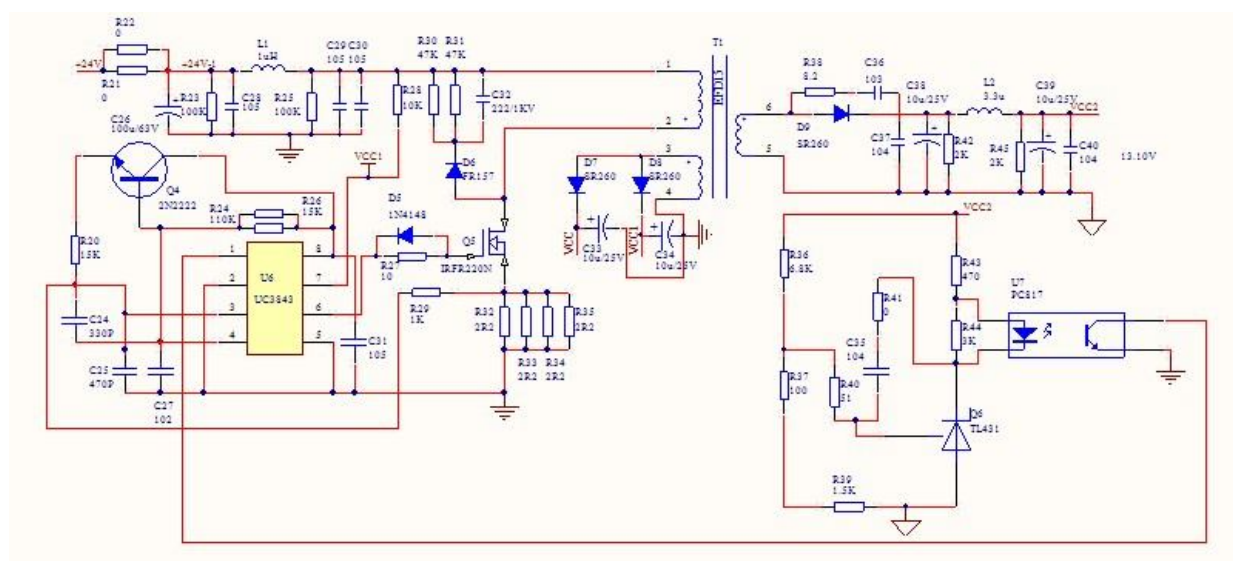 R22
0
+24V
+24V-1
R21
0
L1
1uH
C29
105
C30
105
R30
47K
R31
47K
R23
100K
C28
105
R25
100K
R28
10K
C32
222/1KV
C26
100u/63V
T1
EFD15
1
2
3
4
6
5
R38
8.2
C36
103
C38
10u/25V
L2
3.3u
C39
10u/25V
VCC2
D9
SR260
C37
104
R42
2K
R45
2K
C40
104
13.10V
VCC1
D6
FR157
D7
SR260
D8
SR260
Q4
2N2222
R24
110K
R26
15K
D5
1N4148
VCC
C33
10u/25V
VCC1
C34
10u/25V
VCC2
R20
15K
1
2
3
4
8
7
6
5
U6
UC3843
R27
10
Q5
IRFR220N
R36
6.8K
R43
470
U7
PC817
R29
1K
R32
2R2
R35
2R2
R41
0
R44
3K
C24
330P
C31
105
R33
2R2
R34
2R2
C35
104
C25
470P
R37
100
R40
51
C27
102
Q6
TL431
R39
1.5K